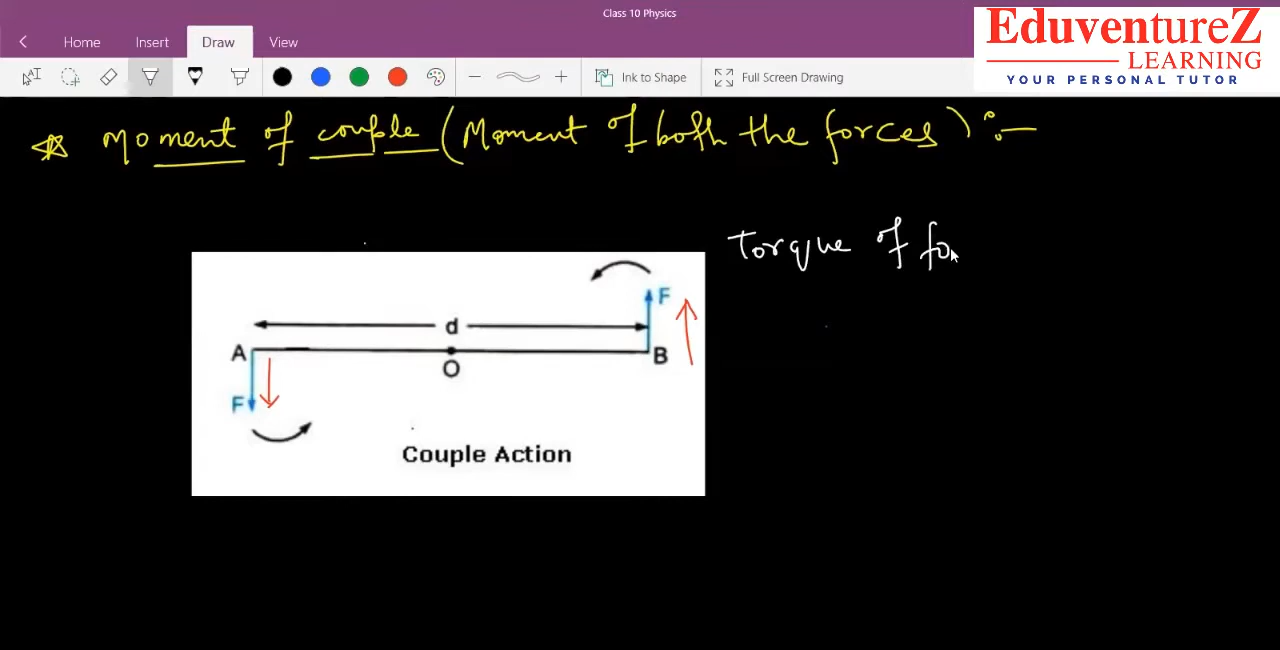 Class 10 Physics
EduventureZ
LEARNING
YOUR PERSONAL TUTOR
Home Insert Draw View
Ink to Shape Full Screen Drawing
Moment of couple (Moment of both the forces) :-
Torque of fo
F
d
A
B
O
F
Couple Action